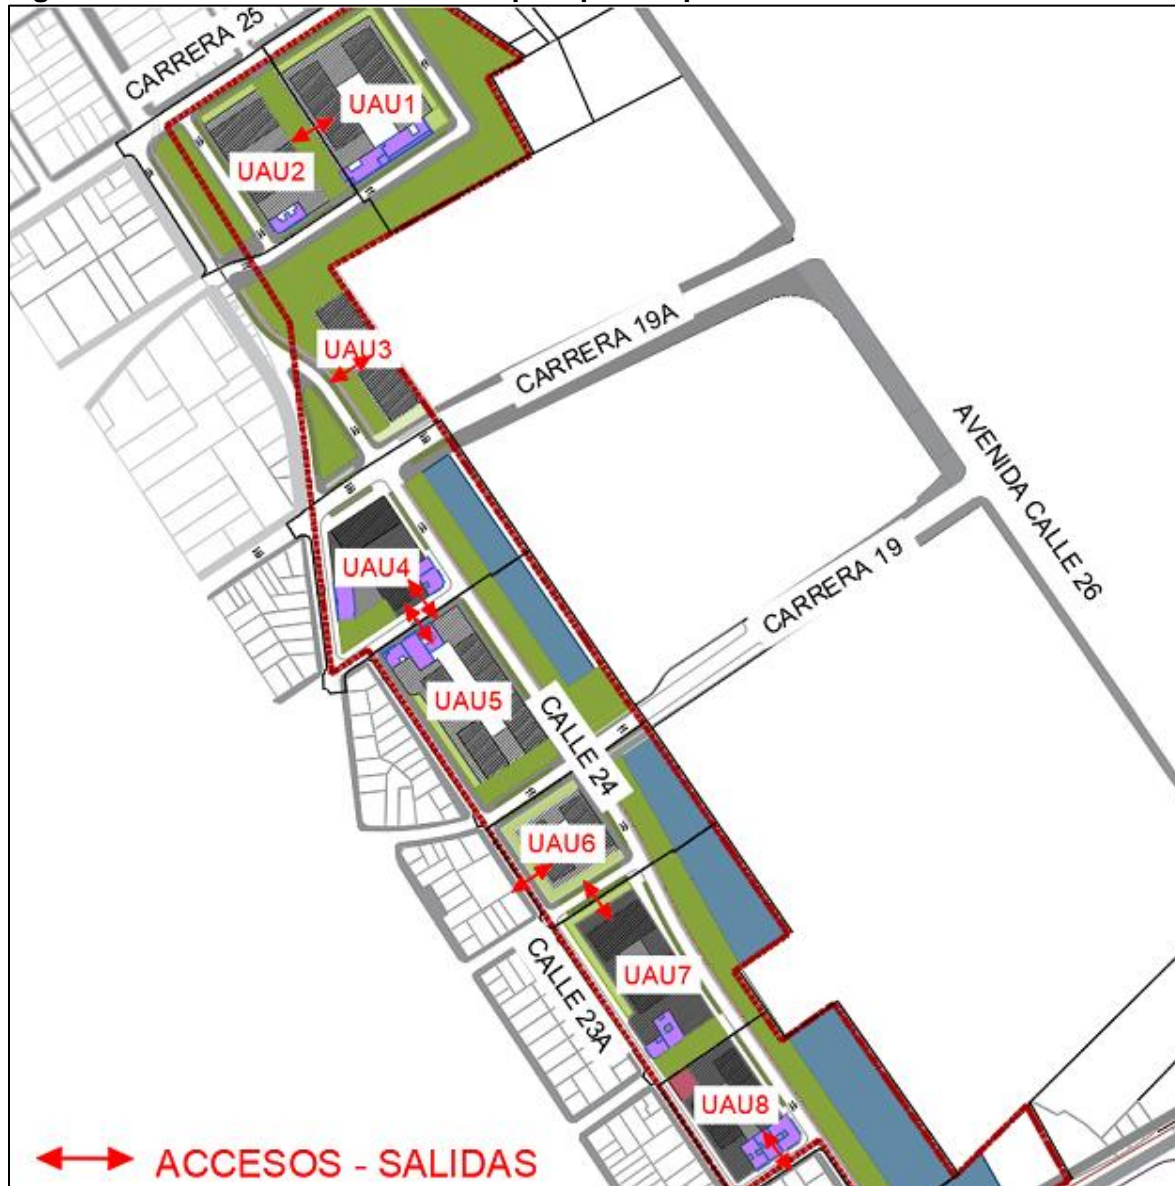 CARRERA 25
UAU1
UAU2
UAU3
CARRERA 19A
AVENIDA CALLE 26
UAU4
CARRERA 19
UAU5
CALLE 24
UAU6
UAU7
CALLE 23A
UAU8
ACCESOS - SALIDAS